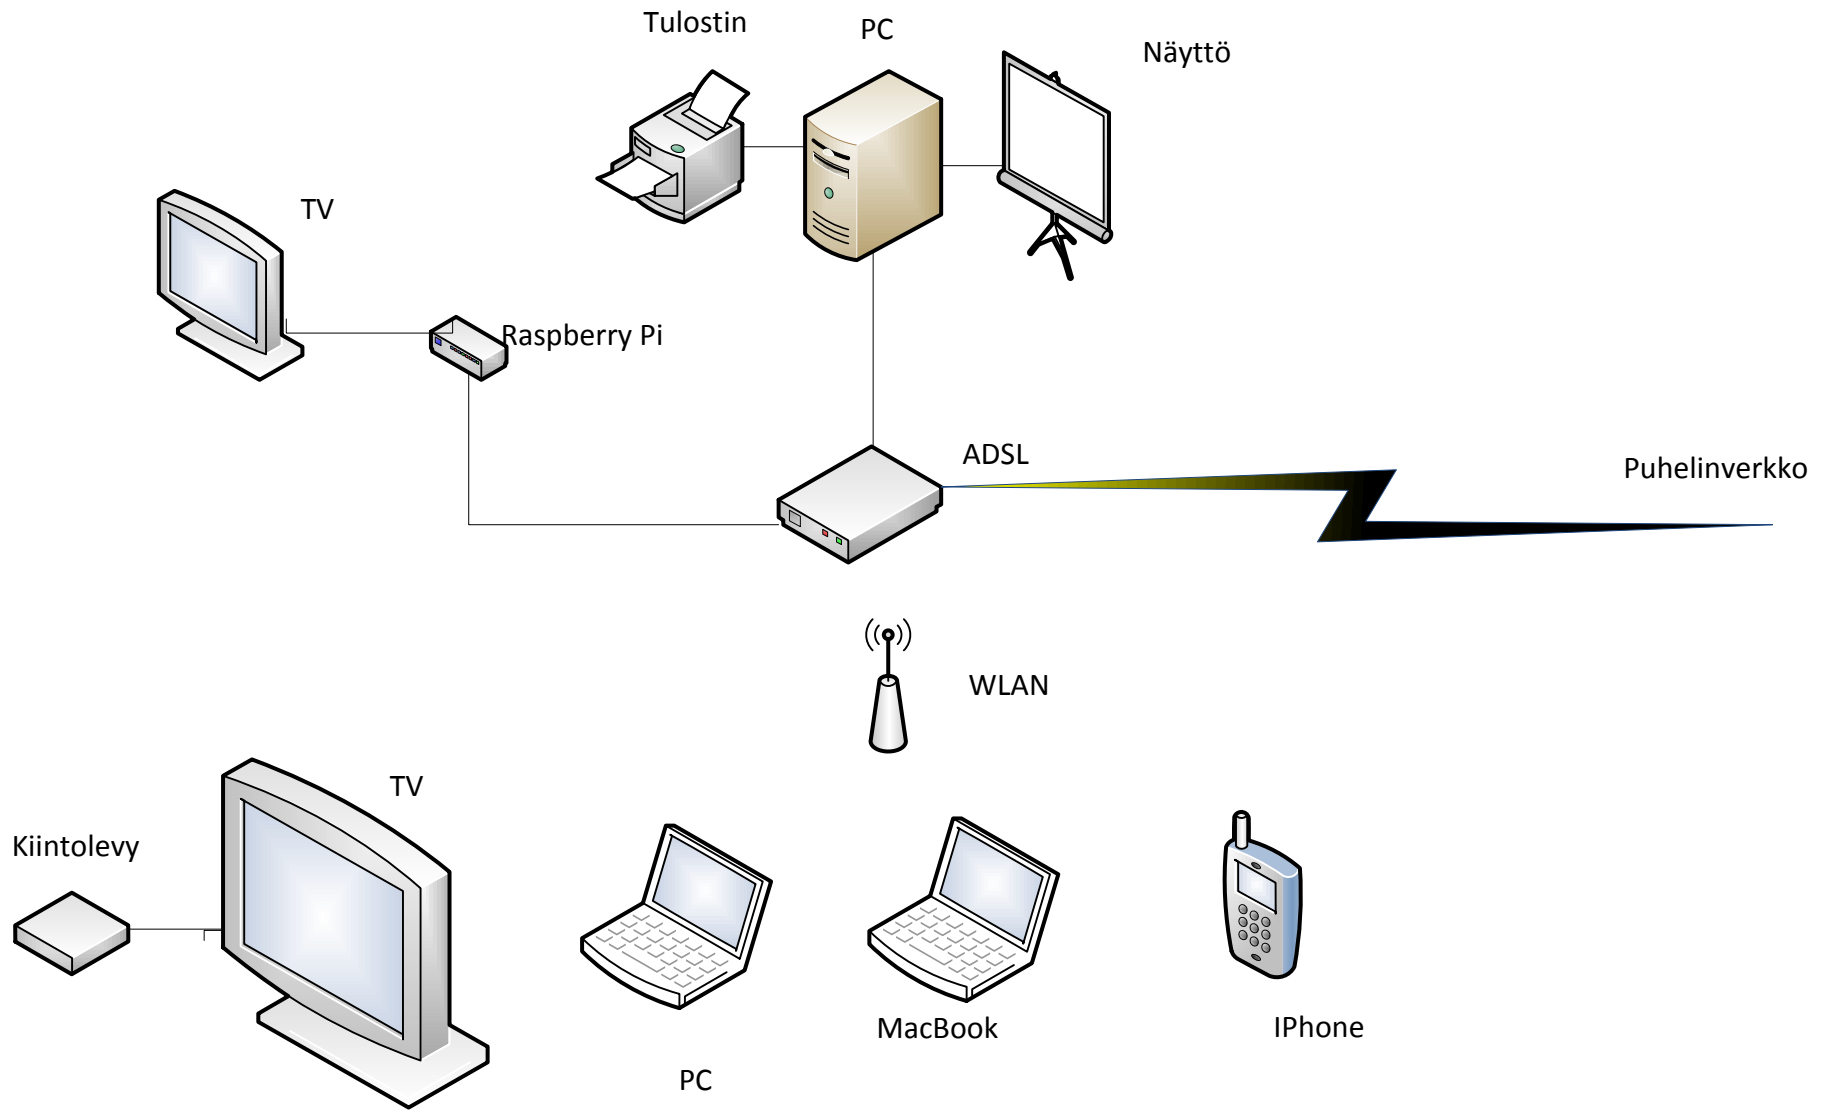 Tulostin
PC
Näyttö
TV
Raspberry Pi
ADSL
Puhelinverkko
WLAN
TV
Kiintolevy
MacBook
IPhone
PC